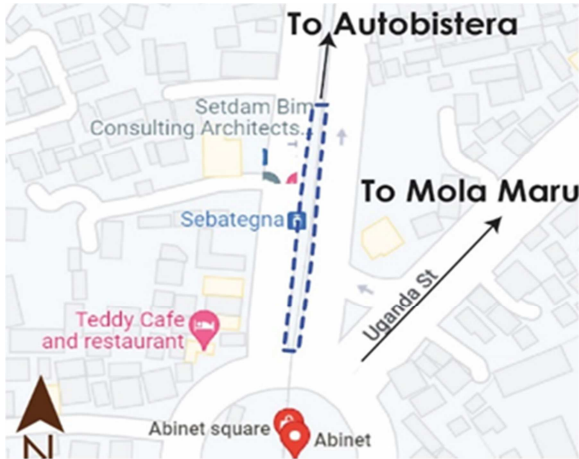 To Autobistera
Setdam Bim
Consulting Architects...
Sebategna
To Mola Maru
Uganda St
Teddy Cafe
and restaurant
Abinet square
Abinet
N